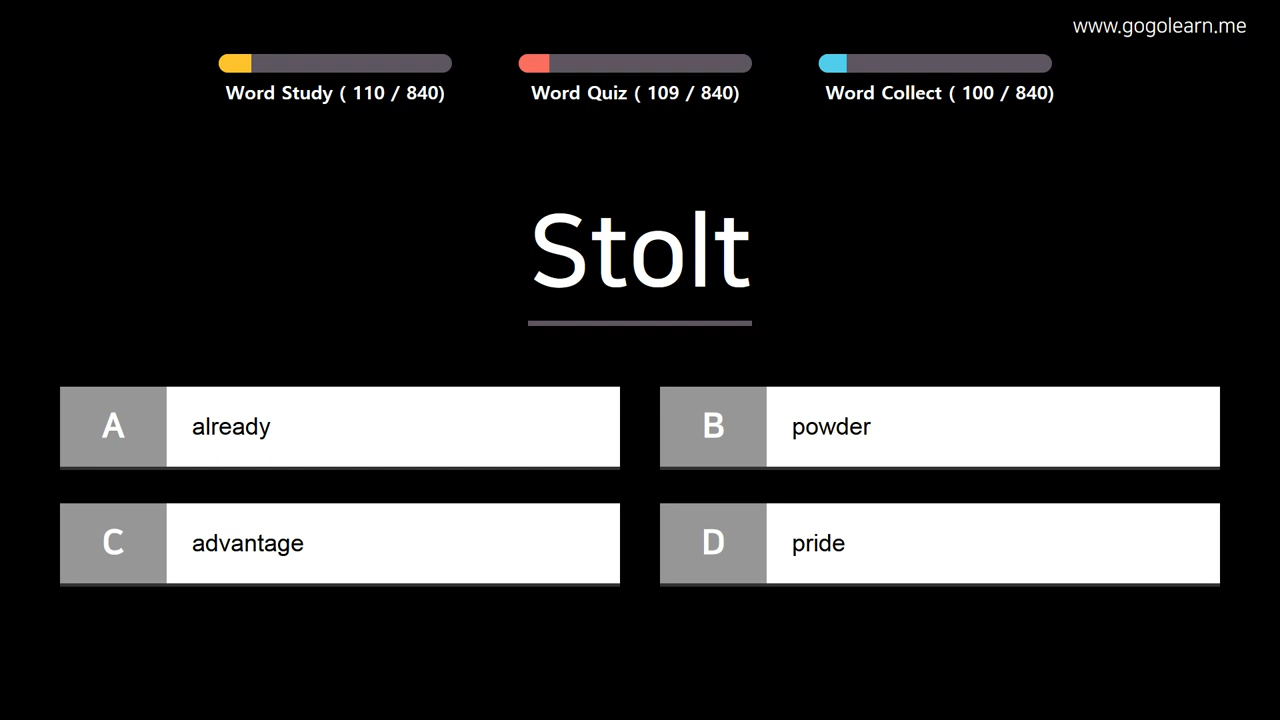 www.gogolearn.me
Word Study ( 110 / 840)
Word Quiz ( 109 / 840)
Word Collect ( 100 / 840)
Stolt
A already
B powder
C advantage
D pride